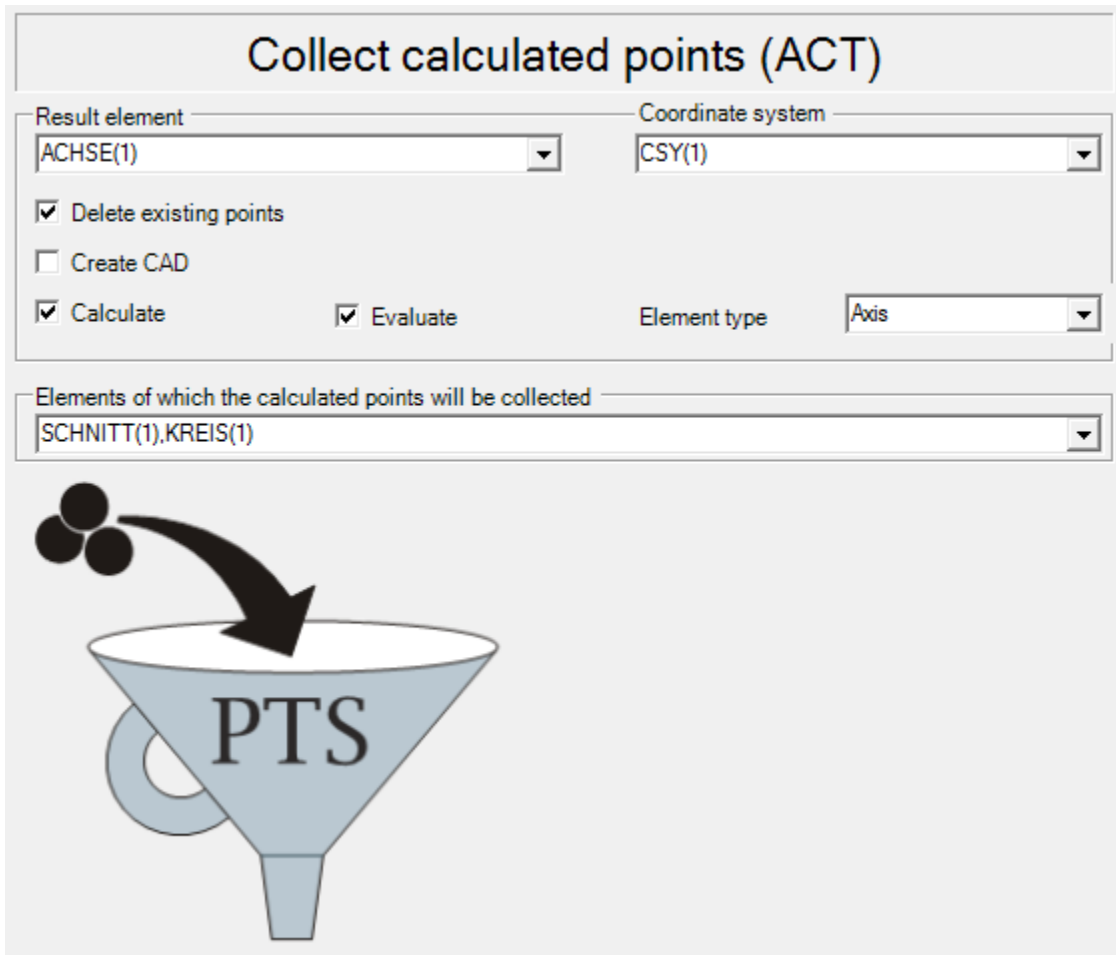 Collect calculated points (ACT)
Result element
Coordinate system
ACHSE(1)
CSY(1)
Delete existing points
Create CAD
Calculate
Evaluate
Element type
Axis
Elements of which the calculated points will be collected
SCHNITT(1),KREIS(1)
PTS